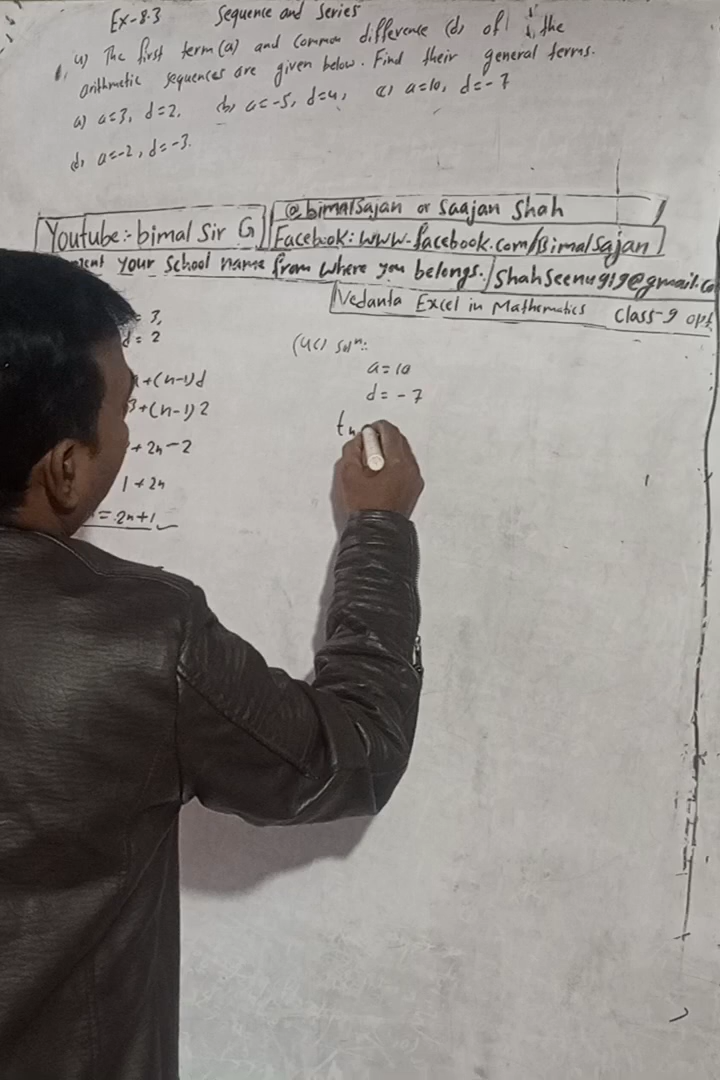 Ex-8.3 Sequence and Series
4) The first term (a) and common difference (d) of the
arithmetic sequences are given below. Find their general terms.
a) a=3, d=2, (b) a=-5, d=4, (c) a=10, d=-7
(d) a=-2, d=-3.
Youtube:- bimal Sir G
@bimalsajan or Saajan Shah
Facebook: www.facebook.com/Bimalsajan
Your School name from where you belongs. shahseenu919@gmail.co
Vedanta Excel in Mathematics Class-9 opt
= 3,
d = 2
+(n-1)d
3+(n-1)2
+2n-2
1+2n
=2n+1
(4c) Solⁿ:
a = 10
d = -7
tn